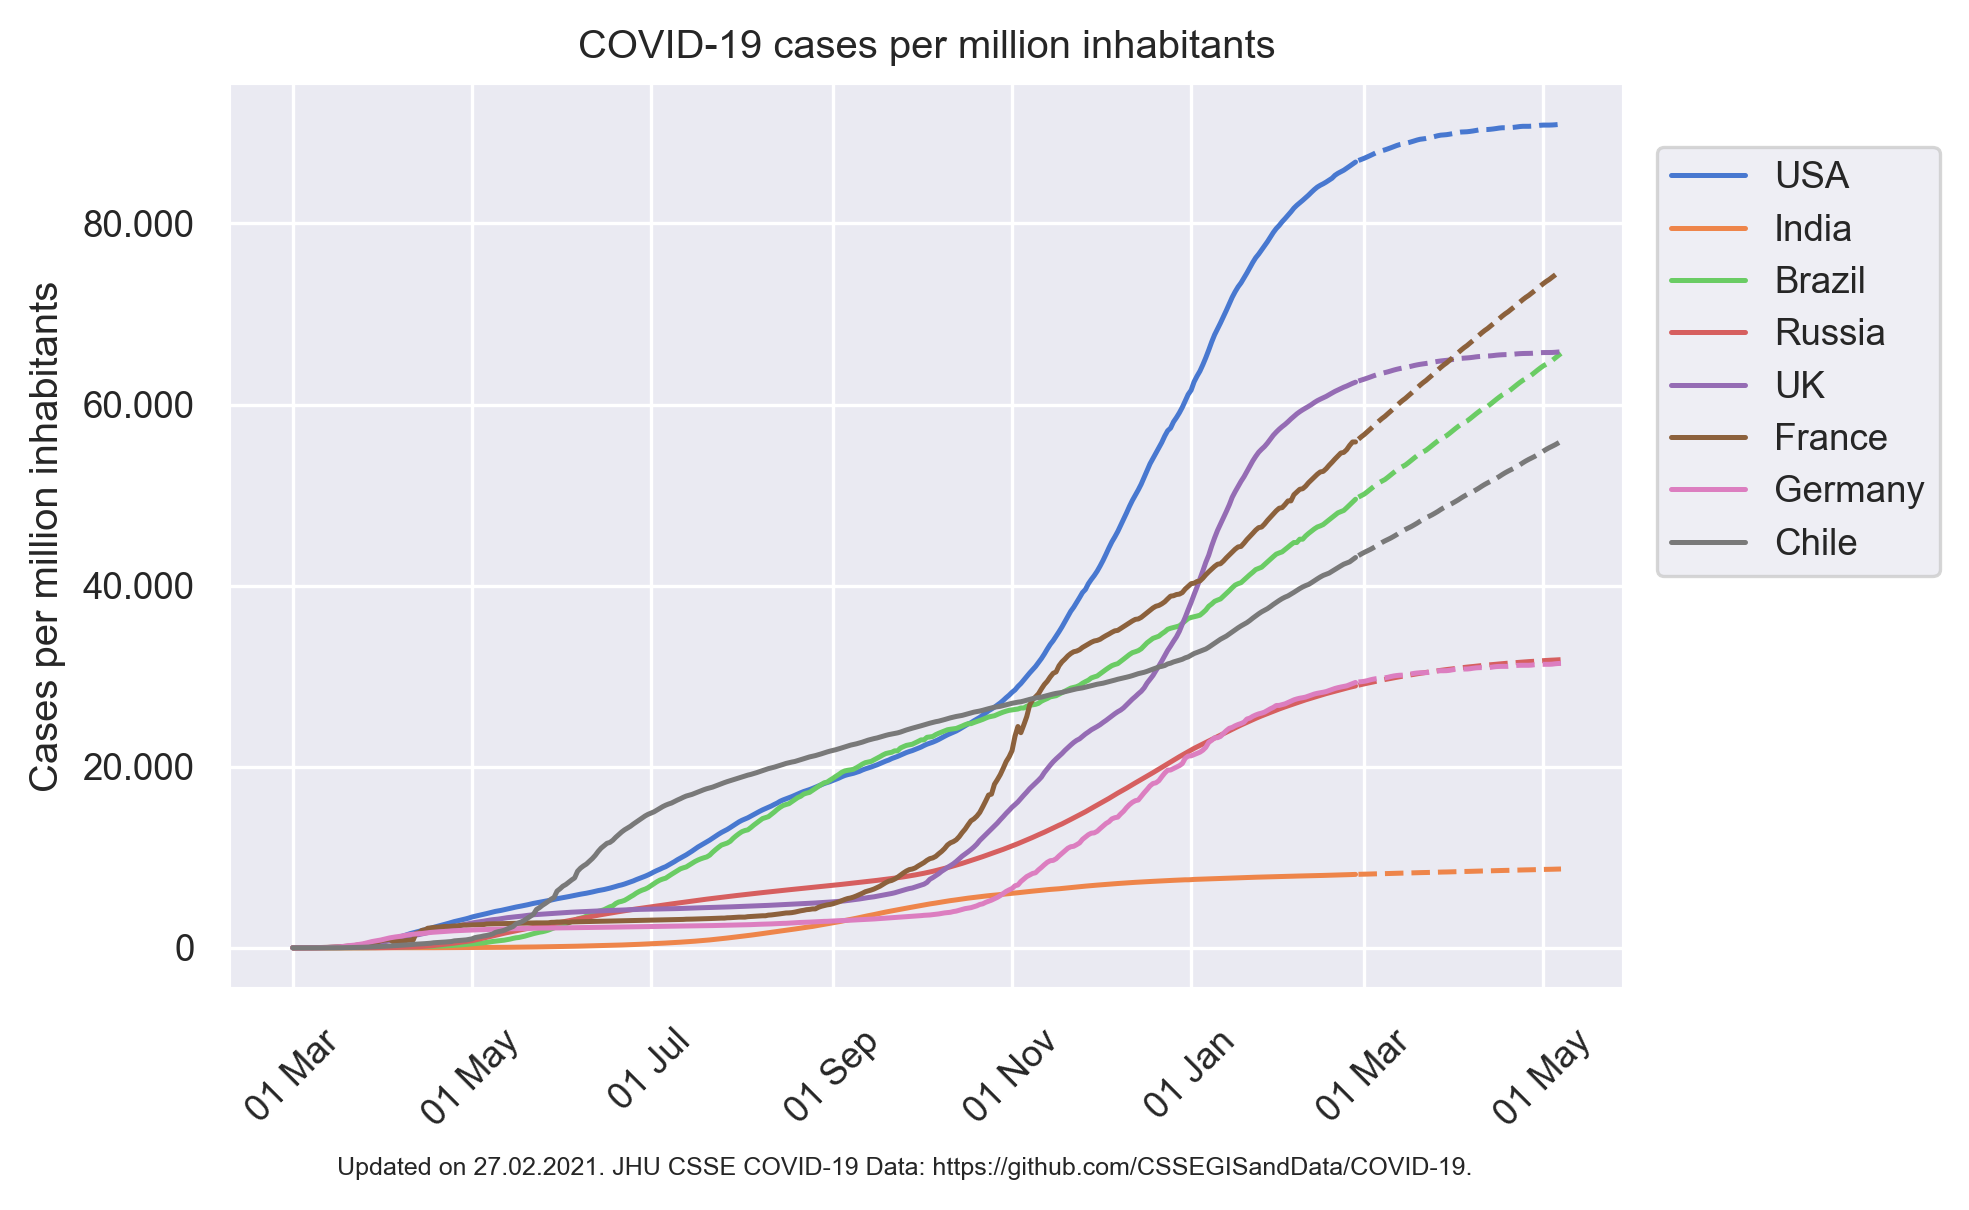 COVID-19 cases per million inhabitants
Cases per million inhabitants
80.000
60.000
40.000
20.000
0
01 Mar
01 May
01 Jul
01 Sep
01 Nov
01 Jan
01 Mar
01 May
USA
India
Brazil
Russia
UK
France
Germany
Chile
Updated on 27.02.2021. JHU CSSE COVID-19 Data: https://github.com/CSSEGISandData/COVID-19.